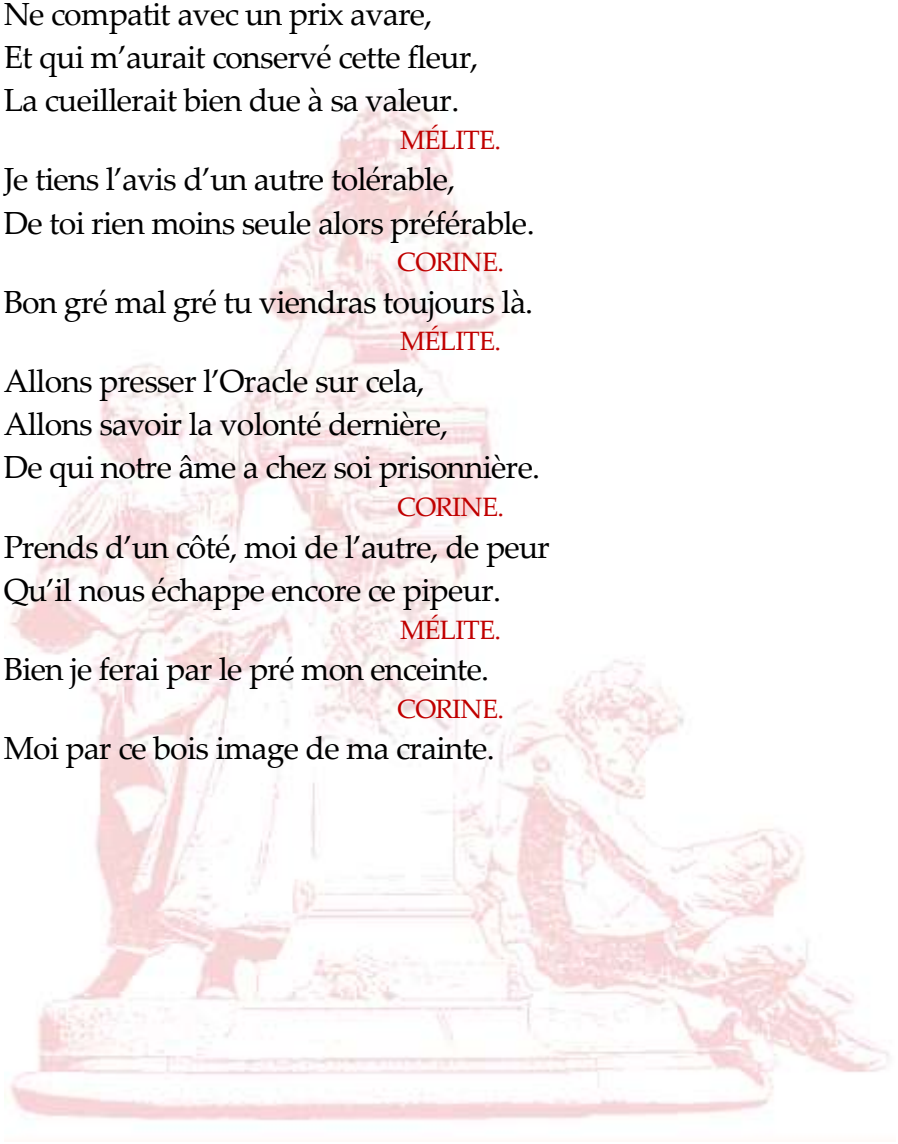 Ne compatit avec un prix avare,
Et qui m’aurait conservé cette fleur,
La cueillerait bien due à sa valeur.
MÉLITE.
Je tiens l’avis d’un autre tolérable,
De toi rien moins seule alors préférable.
CORINE.
Bon gré mal gré tu viendras toujours là.
MÉLITE.
Allons presser l’Oracle sur cela,
Allons savoir la volonté dernière,
De qui notre âme a chez soi prisonnière.
CORINE.
Prends d’un côté, moi de l’autre, de peur
Qu’il nous échappe encore ce pipeur.
MÉLITE.
Bien je ferai par le pré mon enceinte.
CORINE.
Moi par ce bois image de ma crainte.